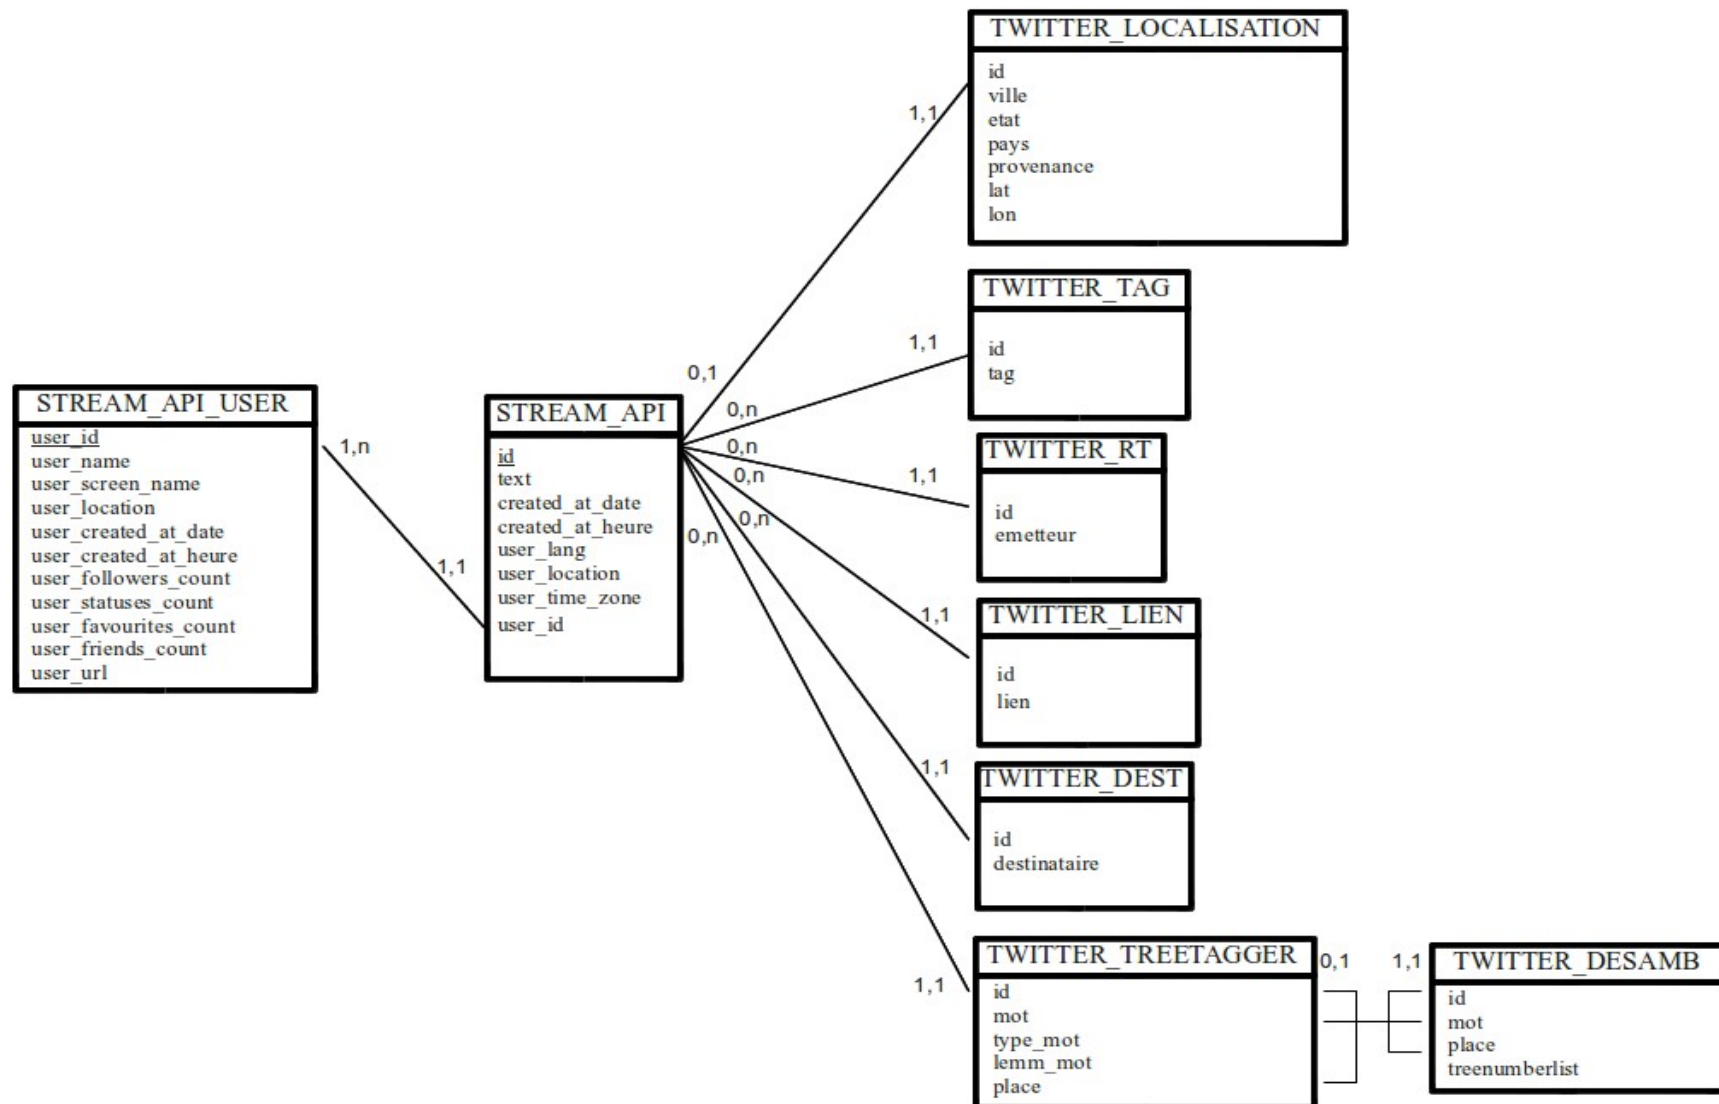 TWITTER_LOCALISATION
id
ville
etat
pays
provenance
lat
lon
1,1
TWITTER_TAG
id
tag
1,1
0,1
0,n
0,n
0,n
0,n
0,n
STREAM_API_USER
user_id
user_name
user_screen_name
user_location
user_created_at_date
user_created_at_heure
user_followers_count
user_statuses_count
user_favourites_count
user_friends_count
user_url
1,n
1,1
STREAM_API
id
text
created_at_date
created_at_heure
user_lang
user_location
user_time_zone
user_id
TWITTER_RT
id
emetteur
1,1
TWITTER_LIEN
id
lien
1,1
TWITTER_DEST
id
destinataire
1,1
TWITTER_TREETAGGER
id
mot
type_mot
lemm_mot
place
1,1
0,1
1,1
TWITTER_DESAMB
id
mot
place
treenumberlist